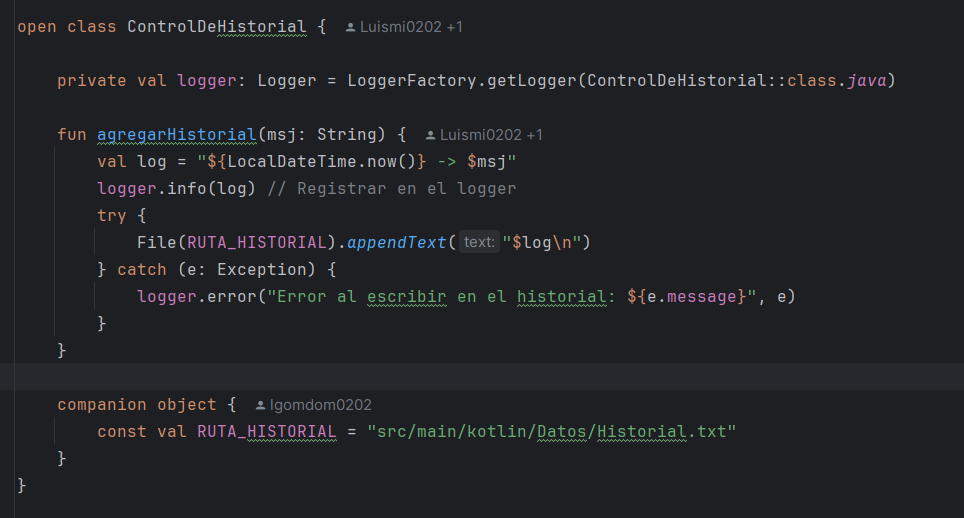 open class ControlDeHistorial { Luismi0202 +1
private val logger: Logger = LoggerFactory.getLogger(ControlDeHistorial::class.java)
fun agregarHistorial(msj: String) { Luismi0202 +1
val log = "${LocalDateTime.now()} -> $msj"
logger.info(log) // Registrar en el logger
try {
File(RUTA_HISTORIAL).appendText( text: "$log\n")
} catch (e: Exception) {
logger.error("Error al escribir en el historial: ${e.message}", e)
}
}
companion object { lgomdom0202
const val RUTA_HISTORIAL = "src/main/kotlin/Datos/Historial.txt"
}
}